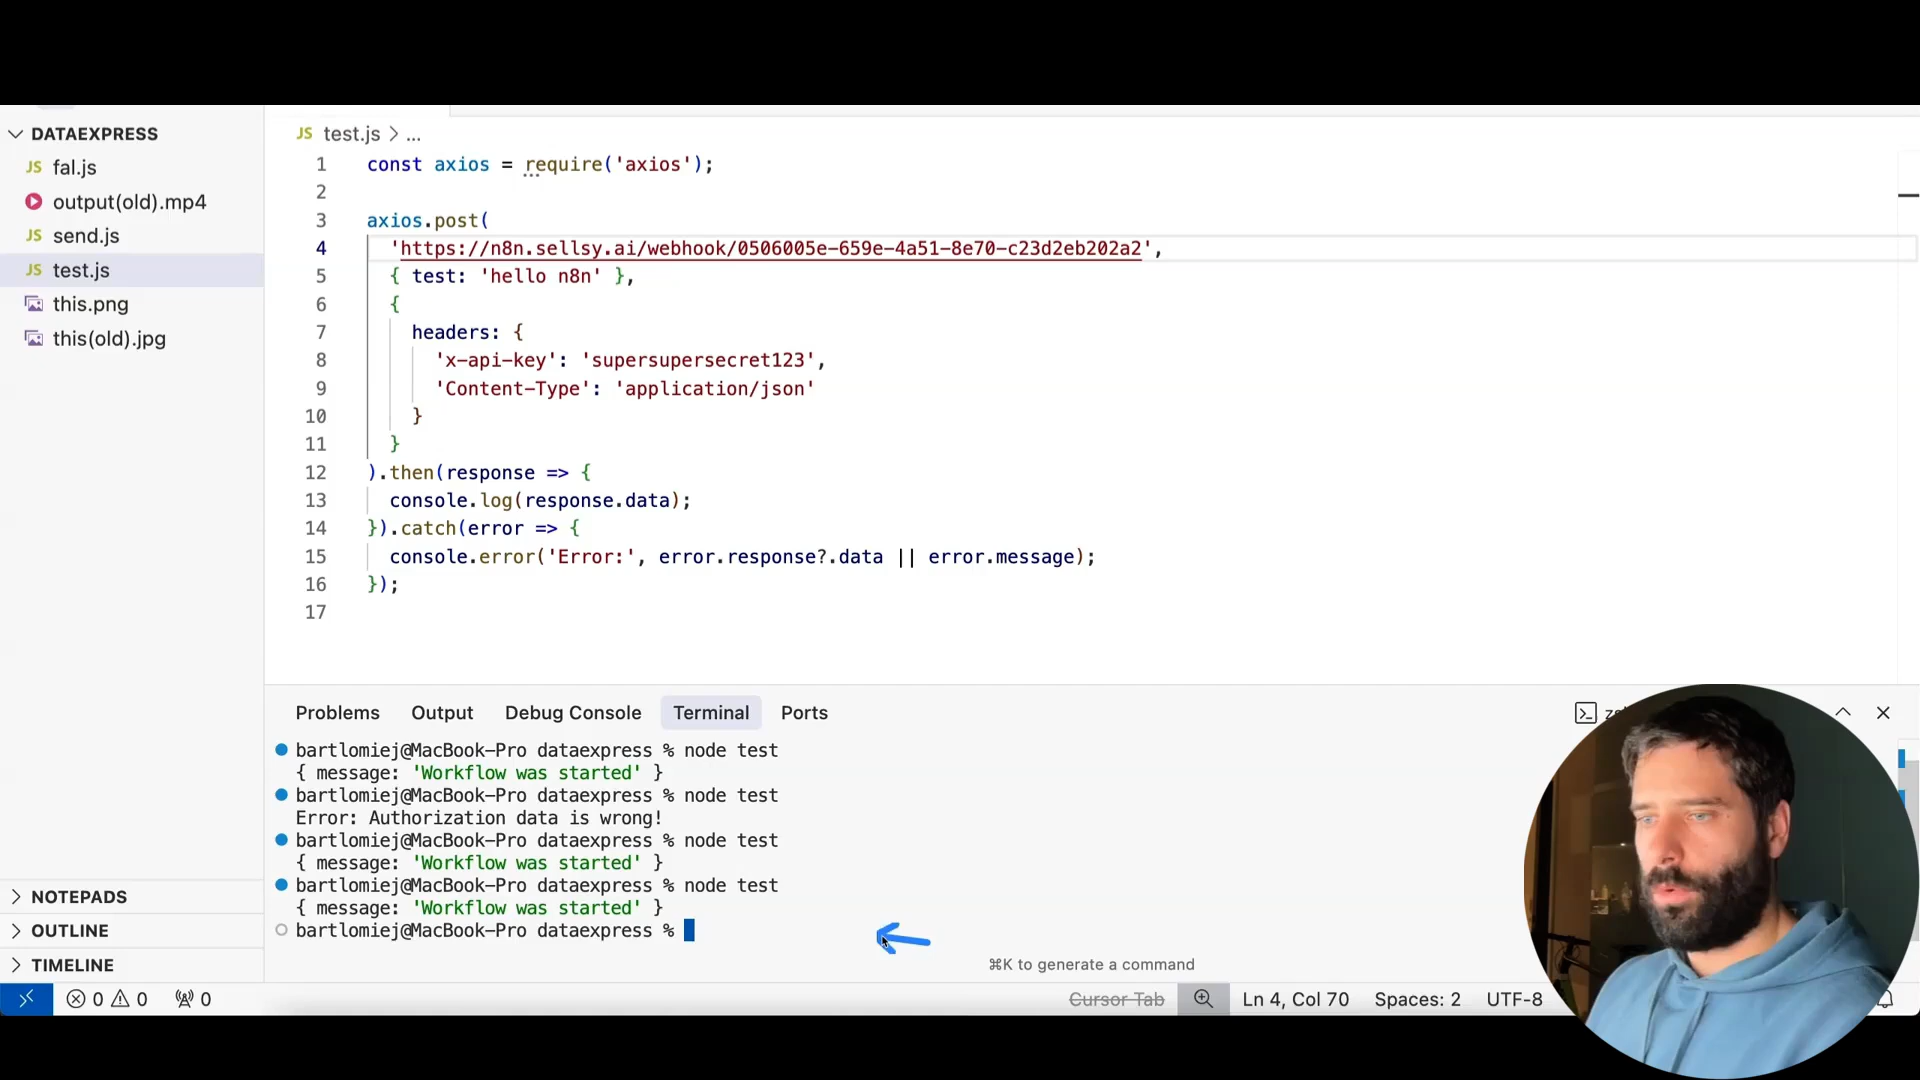 DATAEXPRESS
JS fal.js
output(old).mp4
JS send.js
JS test.js
this.png
this(old).jpg
NOTEPADS
OUTLINE
TIMELINE
JS test.js > ...
1 const axios = require('axios');
2
3 axios.post(
4 'https://n8n.sellsy.ai/webhook/0506005e-659e-4a51-8e70-c23d2eb202a2',
5 { test: 'hello n8n' },
6 {
7 headers: {
8 'x-api-key': 'supersupersecret123',
9 'Content-Type': 'application/json'
10 }
11 }
12 ).then(response => {
13 console.log(response.data);
14 }).catch(error => {
15 console.error('Error:', error.response?.data || error.message);
16 });
17
Problems Output Debug Console Terminal Ports
bartlomiej@MacBook-Pro dataexpress % node test
{ message: 'Workflow was started' }
bartlomiej@MacBook-Pro dataexpress % node test
Error: Authorization data is wrong!
bartlomiej@MacBook-Pro dataexpress % node test
{ message: 'Workflow was started' }
bartlomiej@MacBook-Pro dataexpress % node test
{ message: 'Workflow was started' }
bartlomiej@MacBook-Pro dataexpress %
⌘K to generate a command
0 0 0 Cursor Tab Ln 4, Col 70 Spaces: 2 UTF-8